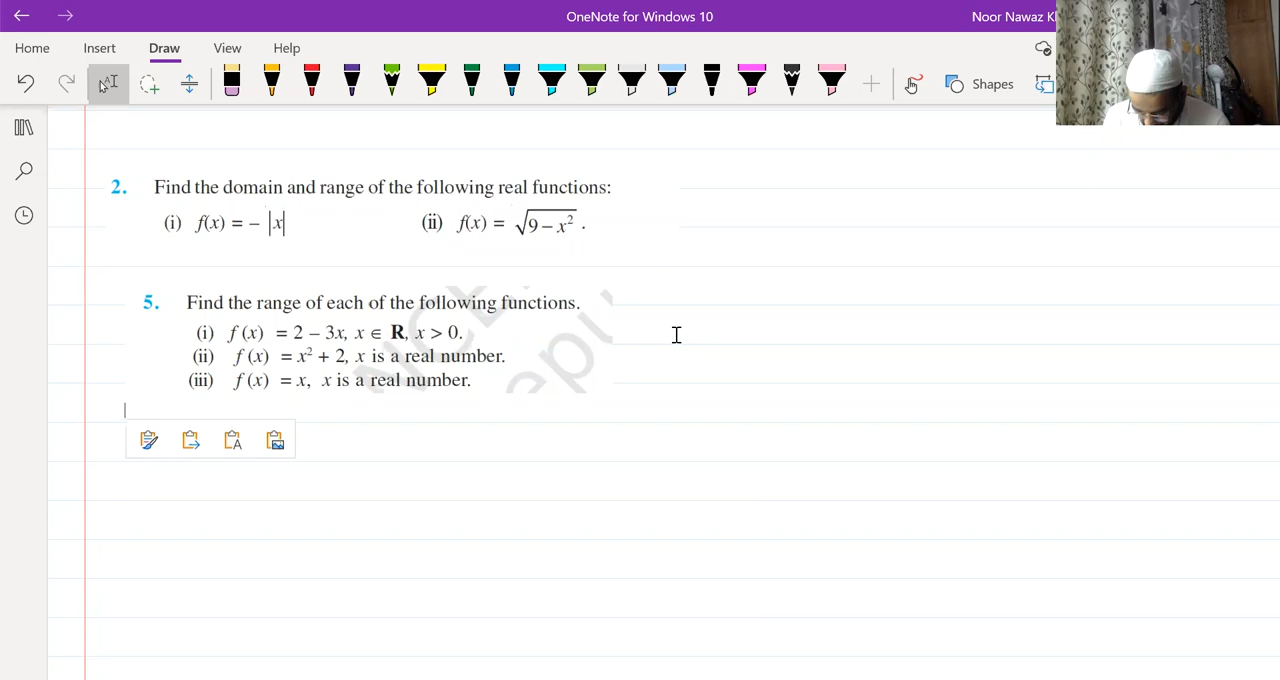 OneNote for Windows 10
Noor Nawaz K
Home Insert Draw View Help
Shapes
2. Find the domain and range of the following real functions:
(i) f(x) = – |x| (ii) f(x) = √(9 – x²) .
5. Find the range of each of the following functions.
(i) f (x) = 2 – 3x, x ∈ R, x > 0.
(ii) f (x) = x² + 2, x is a real number.
(iii) f (x) = x, x is a real number.